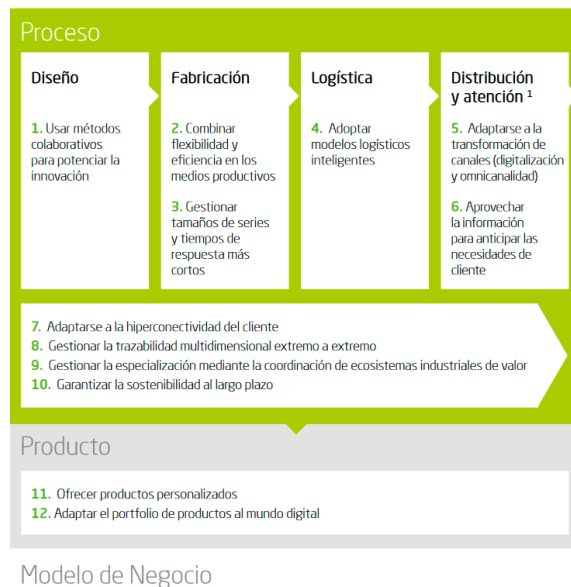 Proceso
Diseño
1. Usar métodos
colaborativos
para potenciar la
innovación
Fabricación
2. Combinar
flexibilidad y
eficiencia en los
medios productivos
3. Gestionar
tamaños de series
y tiempos de
respuesta más
cortos
Logística
4. Adoptar
modelos logísticos
inteligentes
Distribución
y atención 1
5. Adaptarse a la
transformación de
canales (digitalización
y omnicanalidad)
6. Aprovechar
la información
para anticipar las
necesidades de
cliente
7. Adaptarse a la hiperconectividad del cliente
8. Gestionar la trazabilidad multidimensional extremo a extremo
9. Gestionar la especialización mediante la coordinación de ecosistemas industriales de valor
10. Garantizar la sostenibilidad al largo plazo
Producto
11. Ofrecer productos personalizados
12. Adaptar el portfolio de productos al mundo digital
Modelo de Negocio